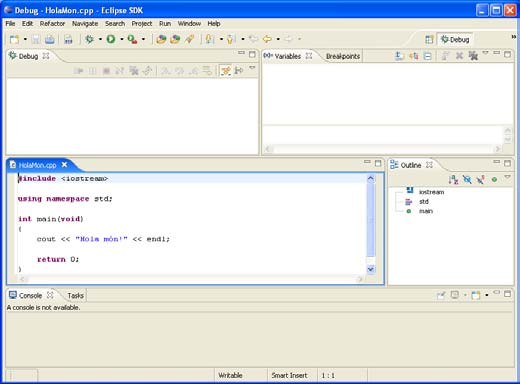 Debug - HolaMon.cpp - Eclipse SDK
File Edit Refactor Navigate Search Project Run Window Help
Debug
Debug
Variables Breakpoints
HolaMon.cpp
#include <iostream>
using namespace std;
int main(void)
{
cout << "Hola món!" << endl;
return 0;
}
Outline
iostream
std
main
Console Tasks
A console is not available.
Writable Smart Insert 1 : 1